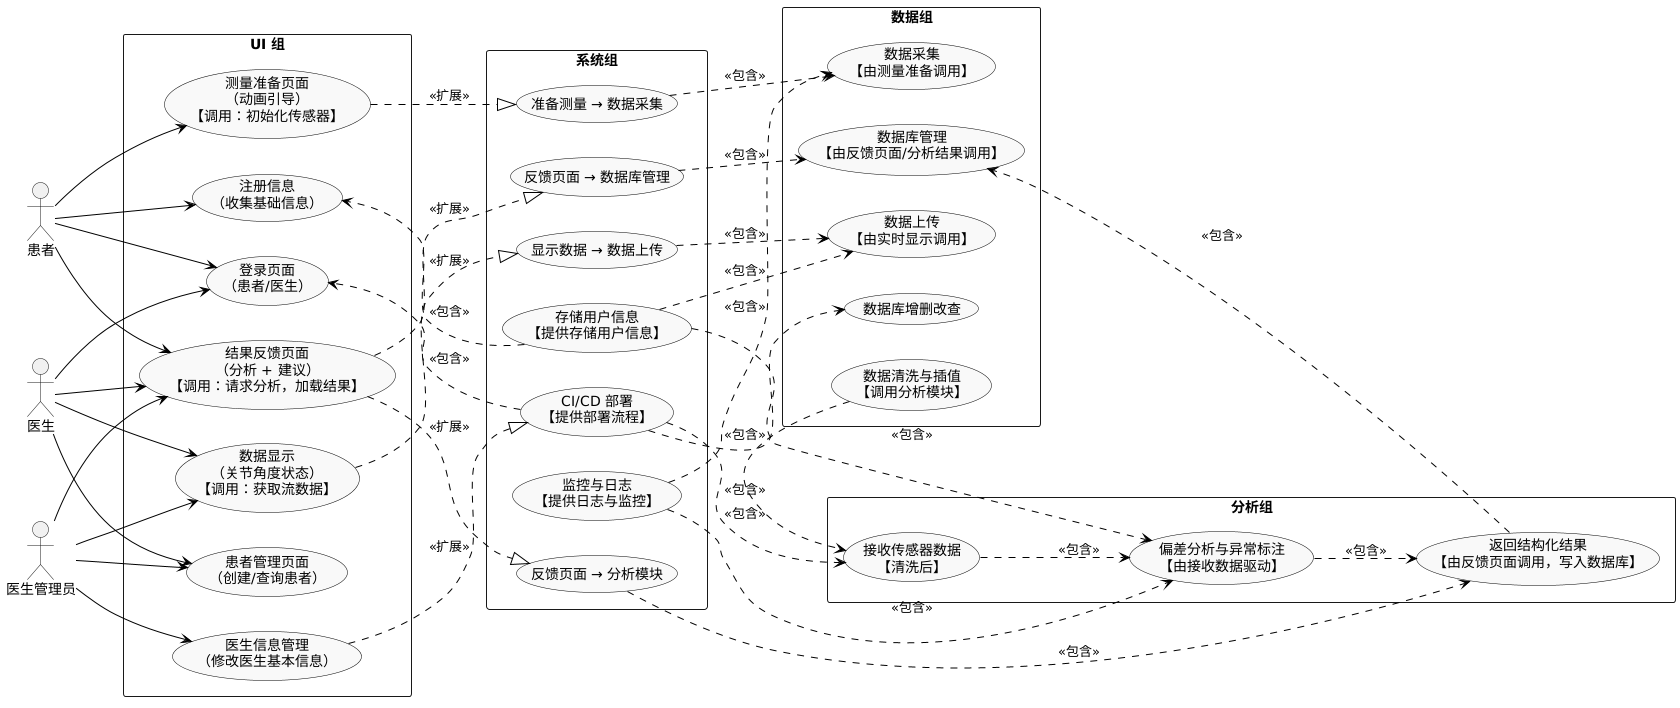 UI 组
测量准备页面
（动画引导）
【调用：初始化传感器】
注册信息
（收集基础信息）
登录页面
（患者/医生）
结果反馈页面
（分析 + 建议）
【调用：请求分析，加载结果】
数据显示
（关节角度状态）
【调用：获取流数据】
患者管理页面
（创建/查询患者）
医生信息管理
（修改医生基本信息）
患者
医生
医生管理员
«扩展»
«扩展»
«扩展»
«包含»
«包含»
«扩展»
«扩展»
系统组
准备测量 → 数据采集
反馈页面 → 数据库管理
显示数据 → 数据上传
存储用户信息
【提供存储用户信息】
CI/CD 部署
【提供部署流程】
监控与日志
【提供日志与监控】
反馈页面 → 分析模块
«包含»
«包含»
«包含»
«包含»
«包含»
«包含»
«包含»
«包含»
数据组
数据采集
【由测量准备调用】
数据库管理
【由反馈页面/分析结果调用】
数据上传
【由实时显示调用】
数据库增删改查
数据清洗与插值
【调用分析模块】
«包含»
«包含»
«包含»
分析组
接收传感器数据
【清洗后】
«包含»
偏差分析与异常标注
【由接收数据驱动】
«包含»
返回结构化结果
【由反馈页面调用，写入数据库】
«包含»